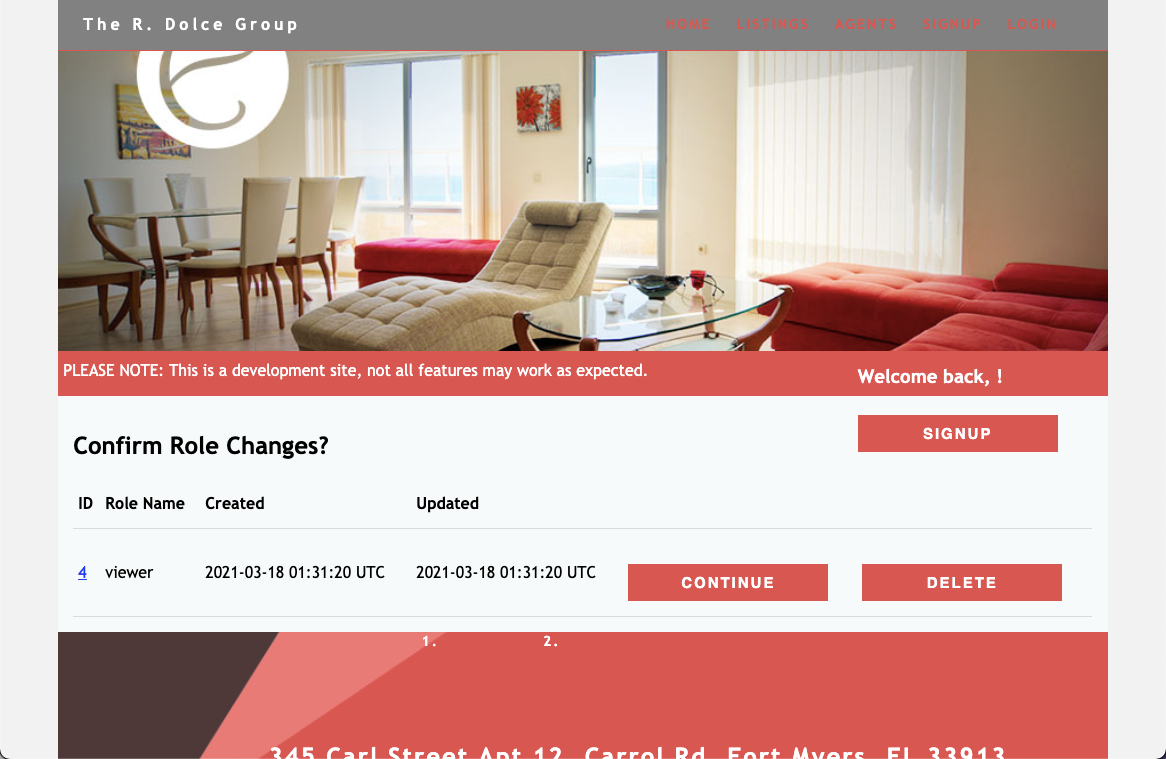 The R. Dolce Group HOME LISTINGS AGENTS SIGNUP LOGIN
PLEASE NOTE: This is a development site, not all features may work as expected.
Welcome back, !
SIGNUP
Confirm Role Changes?
ID Role Name Created Updated
4 viewer 2021-03-18 01:31:20 UTC 2021-03-18 01:31:20 UTC CONTINUE DELETE
1. 2.
345 Carl Street Apt 12, Carrol Rd, Fort Myers, FL 33913